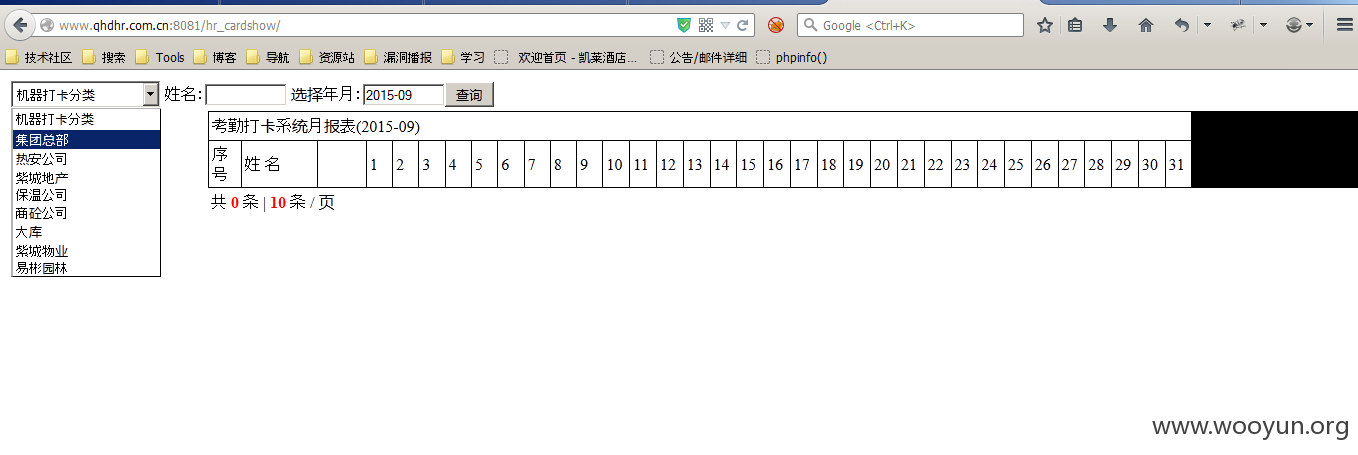 www.qhdhr.com.cn:8081/hr_cardshow/
Google <Ctrl+K>
技术社区 搜索 Tools 博客 导航 资源站 漏洞播报 学习 欢迎首页 - 凯莱酒店... 公告/邮件详细 phpinfo()
机器打卡分类 姓名: 选择年月: 2015-09 查询
机器打卡分类
集团总部
热安公司
紫城地产
保温公司
商砼公司
大库
紫城物业
易彬园林
考勤打卡系统月报表(2015-09)
序号 姓 名 1 2 3 4 5 6 7 8 9 10 11 12 13 14 15 16 17 18 19 20 21 22 23 24 25 26 27 28 29 30 31
共 0 条 | 10 条 / 页
www.wooyun.org